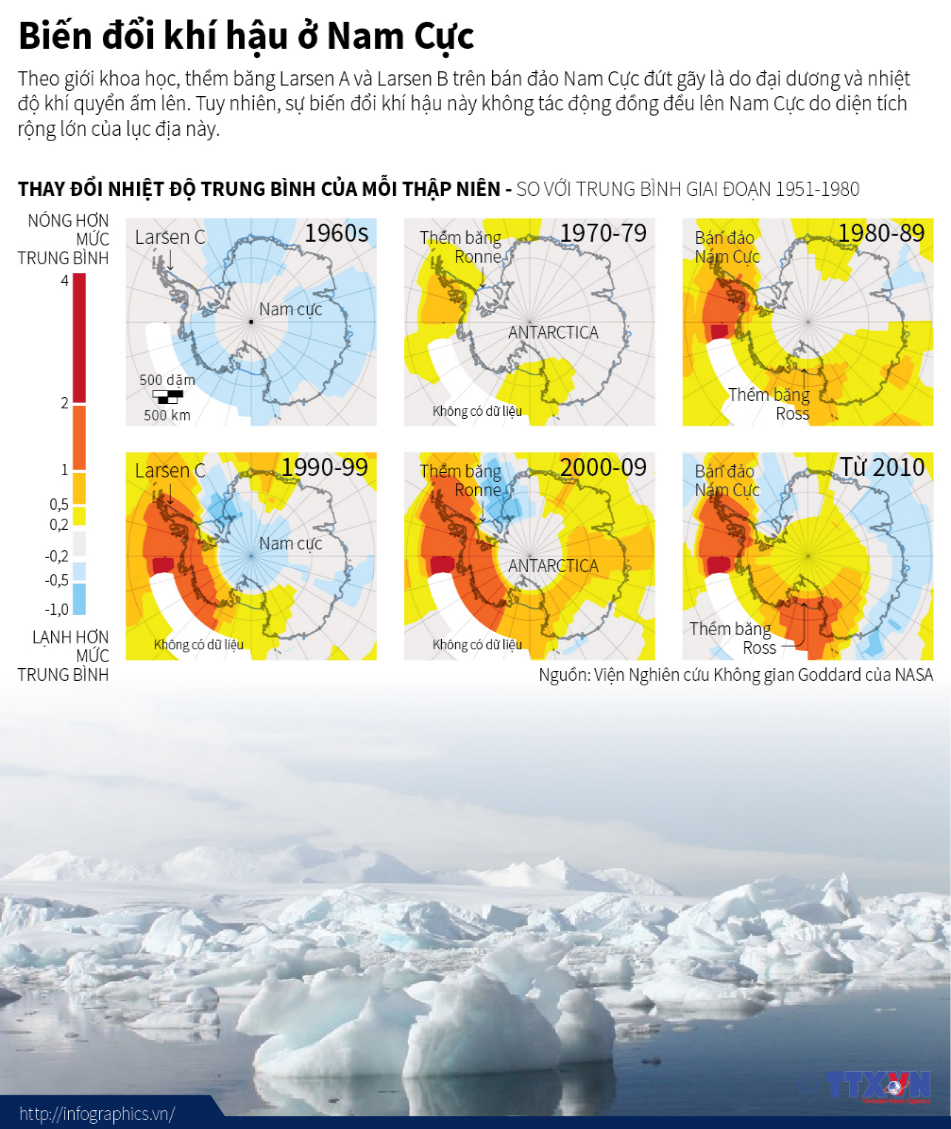 Biến đổi khí hậu ở Nam Cực
Theo giới khoa học, thềm băng Larsen A và Larsen B trên bán đảo Nam Cực đứt gãy là do đại dương và nhiệt
độ khí quyển ấm lên. Tuy nhiên, sự biến đổi khí hậu này không tác động đồng đều lên Nam Cực do diện tích
rộng lớn của lục địa này.
THAY ĐỔI NHIỆT ĐỘ TRUNG BÌNH CỦA MỖI THẬP NIÊN - SO VỚI TRUNG BÌNH GIAI ĐOẠN 1951-1980
NÓNG HƠN
MỨC
TRUNG BÌNH
4
2
1
0,5
0,2
-0,2
-0,5
-1,0
LẠNH HƠN
MỨC
TRUNG BÌNH
1960s
Larsen C
Nam cực
500 dặm
500 km
1970-79
Thềm băng
Ronne
ANTARCTICA
Không có dữ liệu
1980-89
Bán đảo
Nam Cực
Thềm băng
Ross
1990-99
Larsen C
Nam cực
Không có dữ liệu
2000-09
Thềm băng
Ronne
ANTARCTICA
Không có dữ liệu
Từ 2010
Bán đảo
Nam Cực
Thềm băng
Ross
Nguồn: Viện Nghiên cứu Không gian Goddard của NASA
TTXVN
Vietnam News Agency
http://infographics.vn/